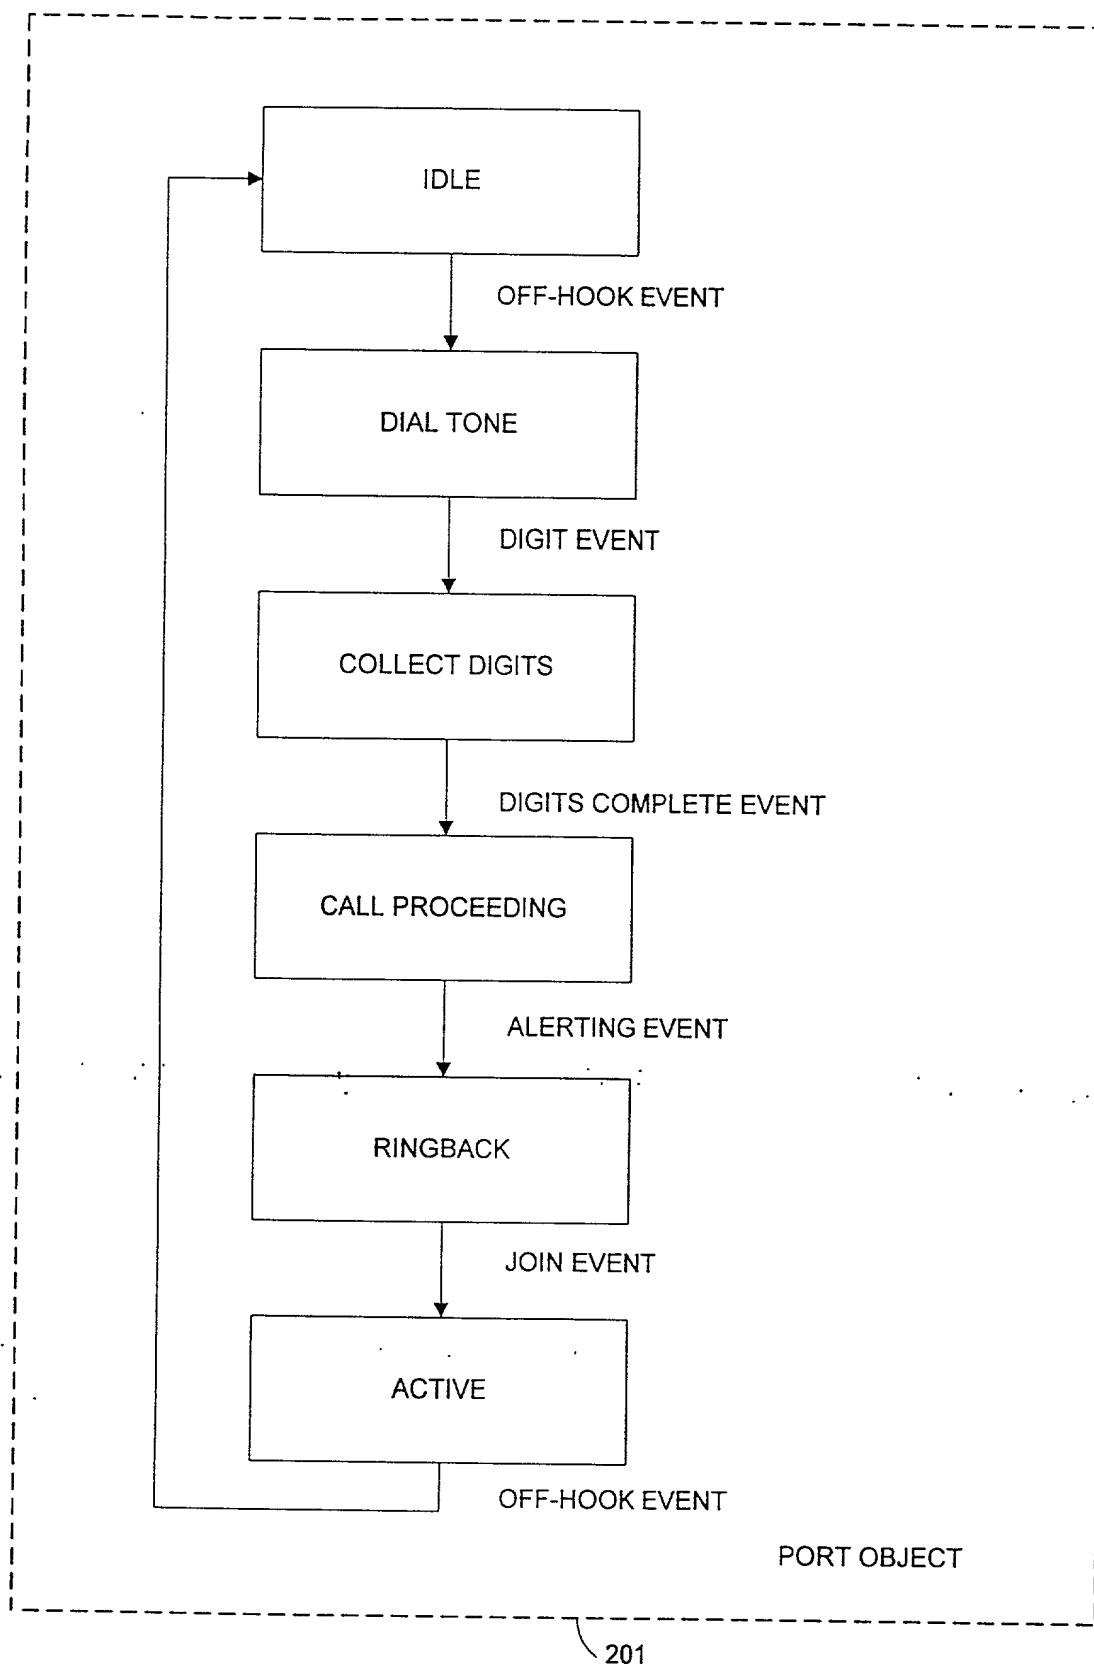 IDLE
OFF-HOOK EVENT
DIAL TONE
DIGIT EVENT
COLLECT DIGITS
DIGITS COMPLETE EVENT
CALL PROCEEDING
ALERTING EVENT
RINGBACK
JOIN EVENT
ACTIVE
OFF-HOOK EVENT
PORT OBJECT
201